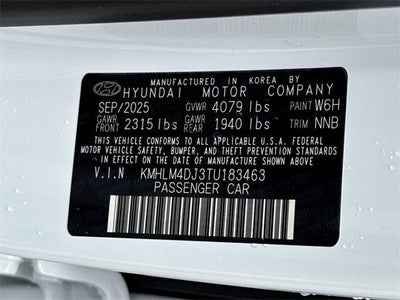 MANUFACTURED IN KOREA BY
HYUNDAI MOTOR COMPANY
SEP/2025 GVWR 4079 lbs PAINT W6H
GAWR FRONT 2315 lbs GAWR REAR 1940 lbs TRIM NNB
THIS VEHICLE CONFORMS TO ALL APPLICABLE U.S.A. FEDERAL
MOTOR VEHICLE SAFETY, BUMPER, AND THEFT PREVENTION STANDARDS
IN EFFECT ON THE DATE OF MANUFACTURE SHOWN ABOVE.
V.I.N KMHLM4DJ3TU183463
PASSENGER CAR